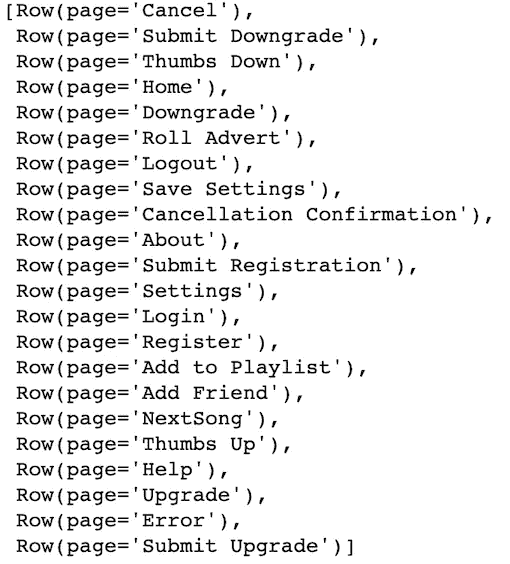 [Row(page='Cancel'),
Row(page='Submit Downgrade'),
Row(page='Thumbs Down'),
Row(page='Home'),
Row(page='Downgrade'),
Row(page='Roll Advert'),
Row(page='Logout'),
Row(page='Save Settings'),
Row(page='Cancellation Confirmation'),
Row(page='About'),
Row(page='Submit Registration'),
Row(page='Settings'),
Row(page='Login'),
Row(page='Register'),
Row(page='Add to Playlist'),
Row(page='Add Friend'),
Row(page='NextSong'),
Row(page='Thumbs Up'),
Row(page='Help'),
Row(page='Upgrade'),
Row(page='Error'),
Row(page='Submit Upgrade')]